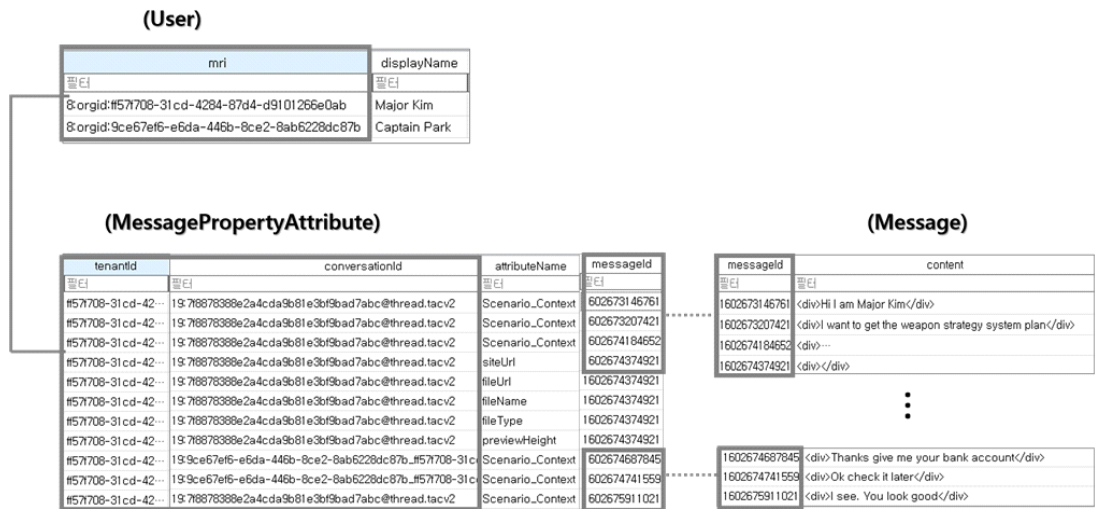 (User)
mri displayName
필터 필터
8:orgid:ff57f708-31cd-4284-87d4-d9101266e0ab Major Kim
8:orgid:9ce67ef6-e6da-446b-8ce2-8ab6228dc87b Captain Park
(MessagePropertyAttribute)
tenantId conversationId attributeName messageId
필터 필터 필터 필터
ff57f708-31cd-42… 19:7f8878388e2a4cda9b81e3bf9bad7abc@thread.tacv2 Scenario_Context 602673146761
ff57f708-31cd-42… 19:7f8878388e2a4cda9b81e3bf9bad7abc@thread.tacv2 Scenario_Context 602673207421
ff57f708-31cd-42… 19:7f8878388e2a4cda9b81e3bf9bad7abc@thread.tacv2 Scenario_Context 602674184652
ff57f708-31cd-42… 19:7f8878388e2a4cda9b81e3bf9bad7abc@thread.tacv2 siteUrl 602674374921
ff57f708-31cd-42… 19:7f8878388e2a4cda9b81e3bf9bad7abc@thread.tacv2 fileUrl 1602674374921
ff57f708-31cd-42… 19:7f8878388e2a4cda9b81e3bf9bad7abc@thread.tacv2 fileName 1602674374921
ff57f708-31cd-42… 19:7f8878388e2a4cda9b81e3bf9bad7abc@thread.tacv2 fileType 1602674374921
ff57f708-31cd-42… 19:7f8878388e2a4cda9b81e3bf9bad7abc@thread.tacv2 previewHeight 1602674374921
ff57f708-31cd-42… 19:9ce67ef6-e6da-446b-8ce2-8ab6228dc87b_ff57f708-31c Scenario_Context 602674687845
ff57f708-31cd-42… 19:9ce67ef6-e6da-446b-8ce2-8ab6228dc87b_ff57f708-31c Scenario_Context 602674741559
ff57f708-31cd-42… 19:7f8878388e2a4cda9b81e3bf9bad7abc@thread.tacv2 Scenario_Context 602675911021
(Message)
messageId content
필터 필터
1602673146761 <div>Hi I am Major Kim</div>
1602673207421 <div>I want to get the weapon strategy system plan</div>
1602674184652 <div>…
1602674374921 <div></div>
1602674687845 <div>Thanks give me your bank account</div>
1602674741559 <div>Ok check it later</div>
1602675911021 <div>I see. You look good</div>